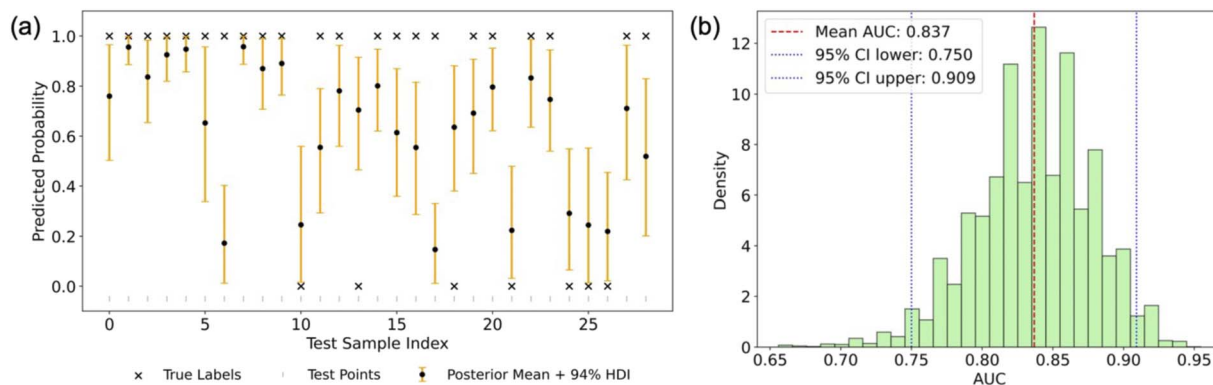 (a)
1.0
0.8
0.6
0.4
0.2
0.0
Predicted Probability
0 5 10 15 20 25
Test Sample Index
True Labels Test Points Posterior Mean + 94% HDI
(b)
Mean AUC: 0.837
95% CI lower: 0.750
95% CI upper: 0.909
12
10
8
6
4
2
0
Density
0.65 0.70 0.75 0.80 0.85 0.90 0.95
AUC